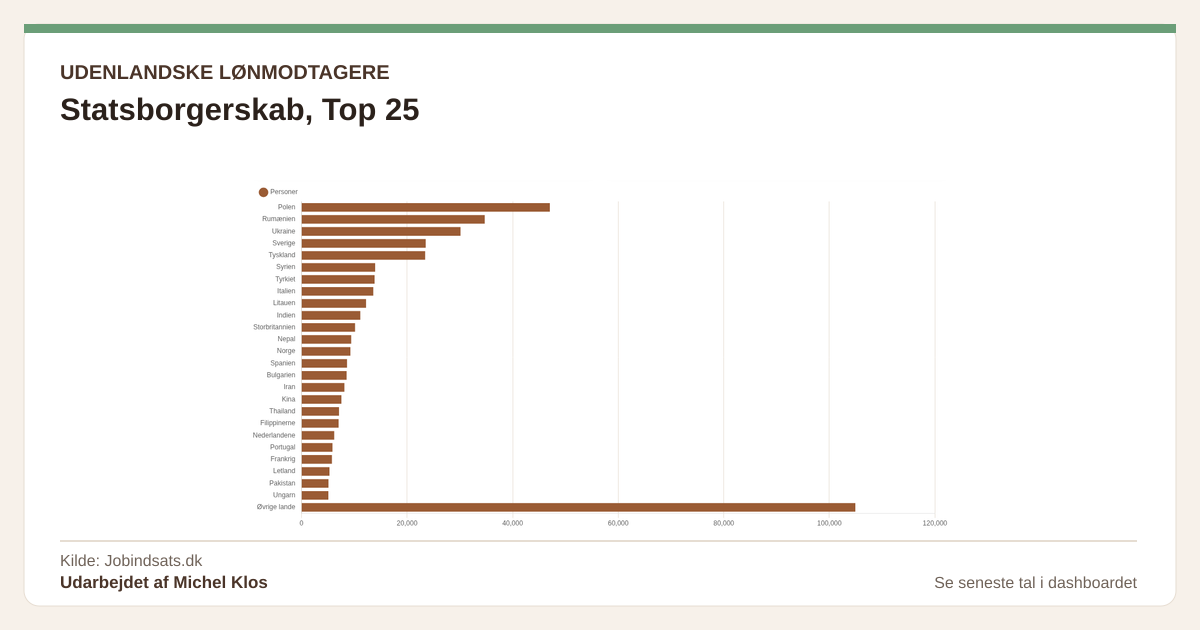 UDENLANDSKE LØNMODTAGERE
Statsborgerskab, Top 25
Personer
Polen
Rumænien
Ukraine
Sverige
Tyskland
Syrien
Tyrkiet
Italien
Litauen
Indien
Storbritannien
Nepal
Norge
Spanien
Bulgarien
Iran
Kina
Thailand
Filippinerne
Nederlandene
Portugal
Frankrig
Letland
Pakistan
Ungarn
Øvrige lande
0 20,000 40,000 60,000 80,000 100,000 120,000
Kilde: Jobindsats.dk
Udarbejdet af Michel Klos
Se seneste tal i dashboardet